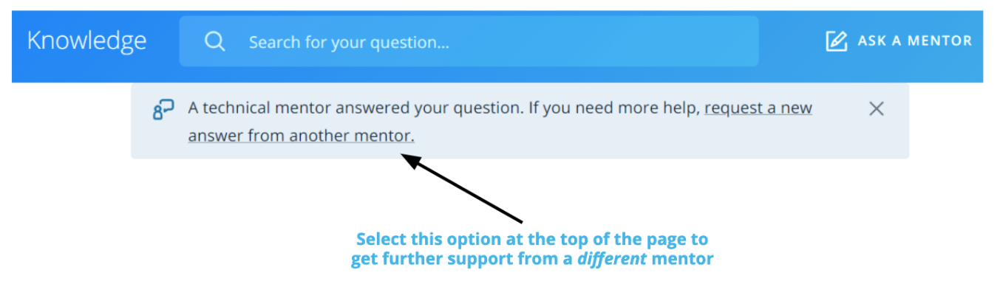 Knowledge
Search for your question...
ASK A MENTOR
A technical mentor answered your question. If you need more help, request a new
answer from another mentor.
Select this option at the top of the page to
get further support from a different mentor